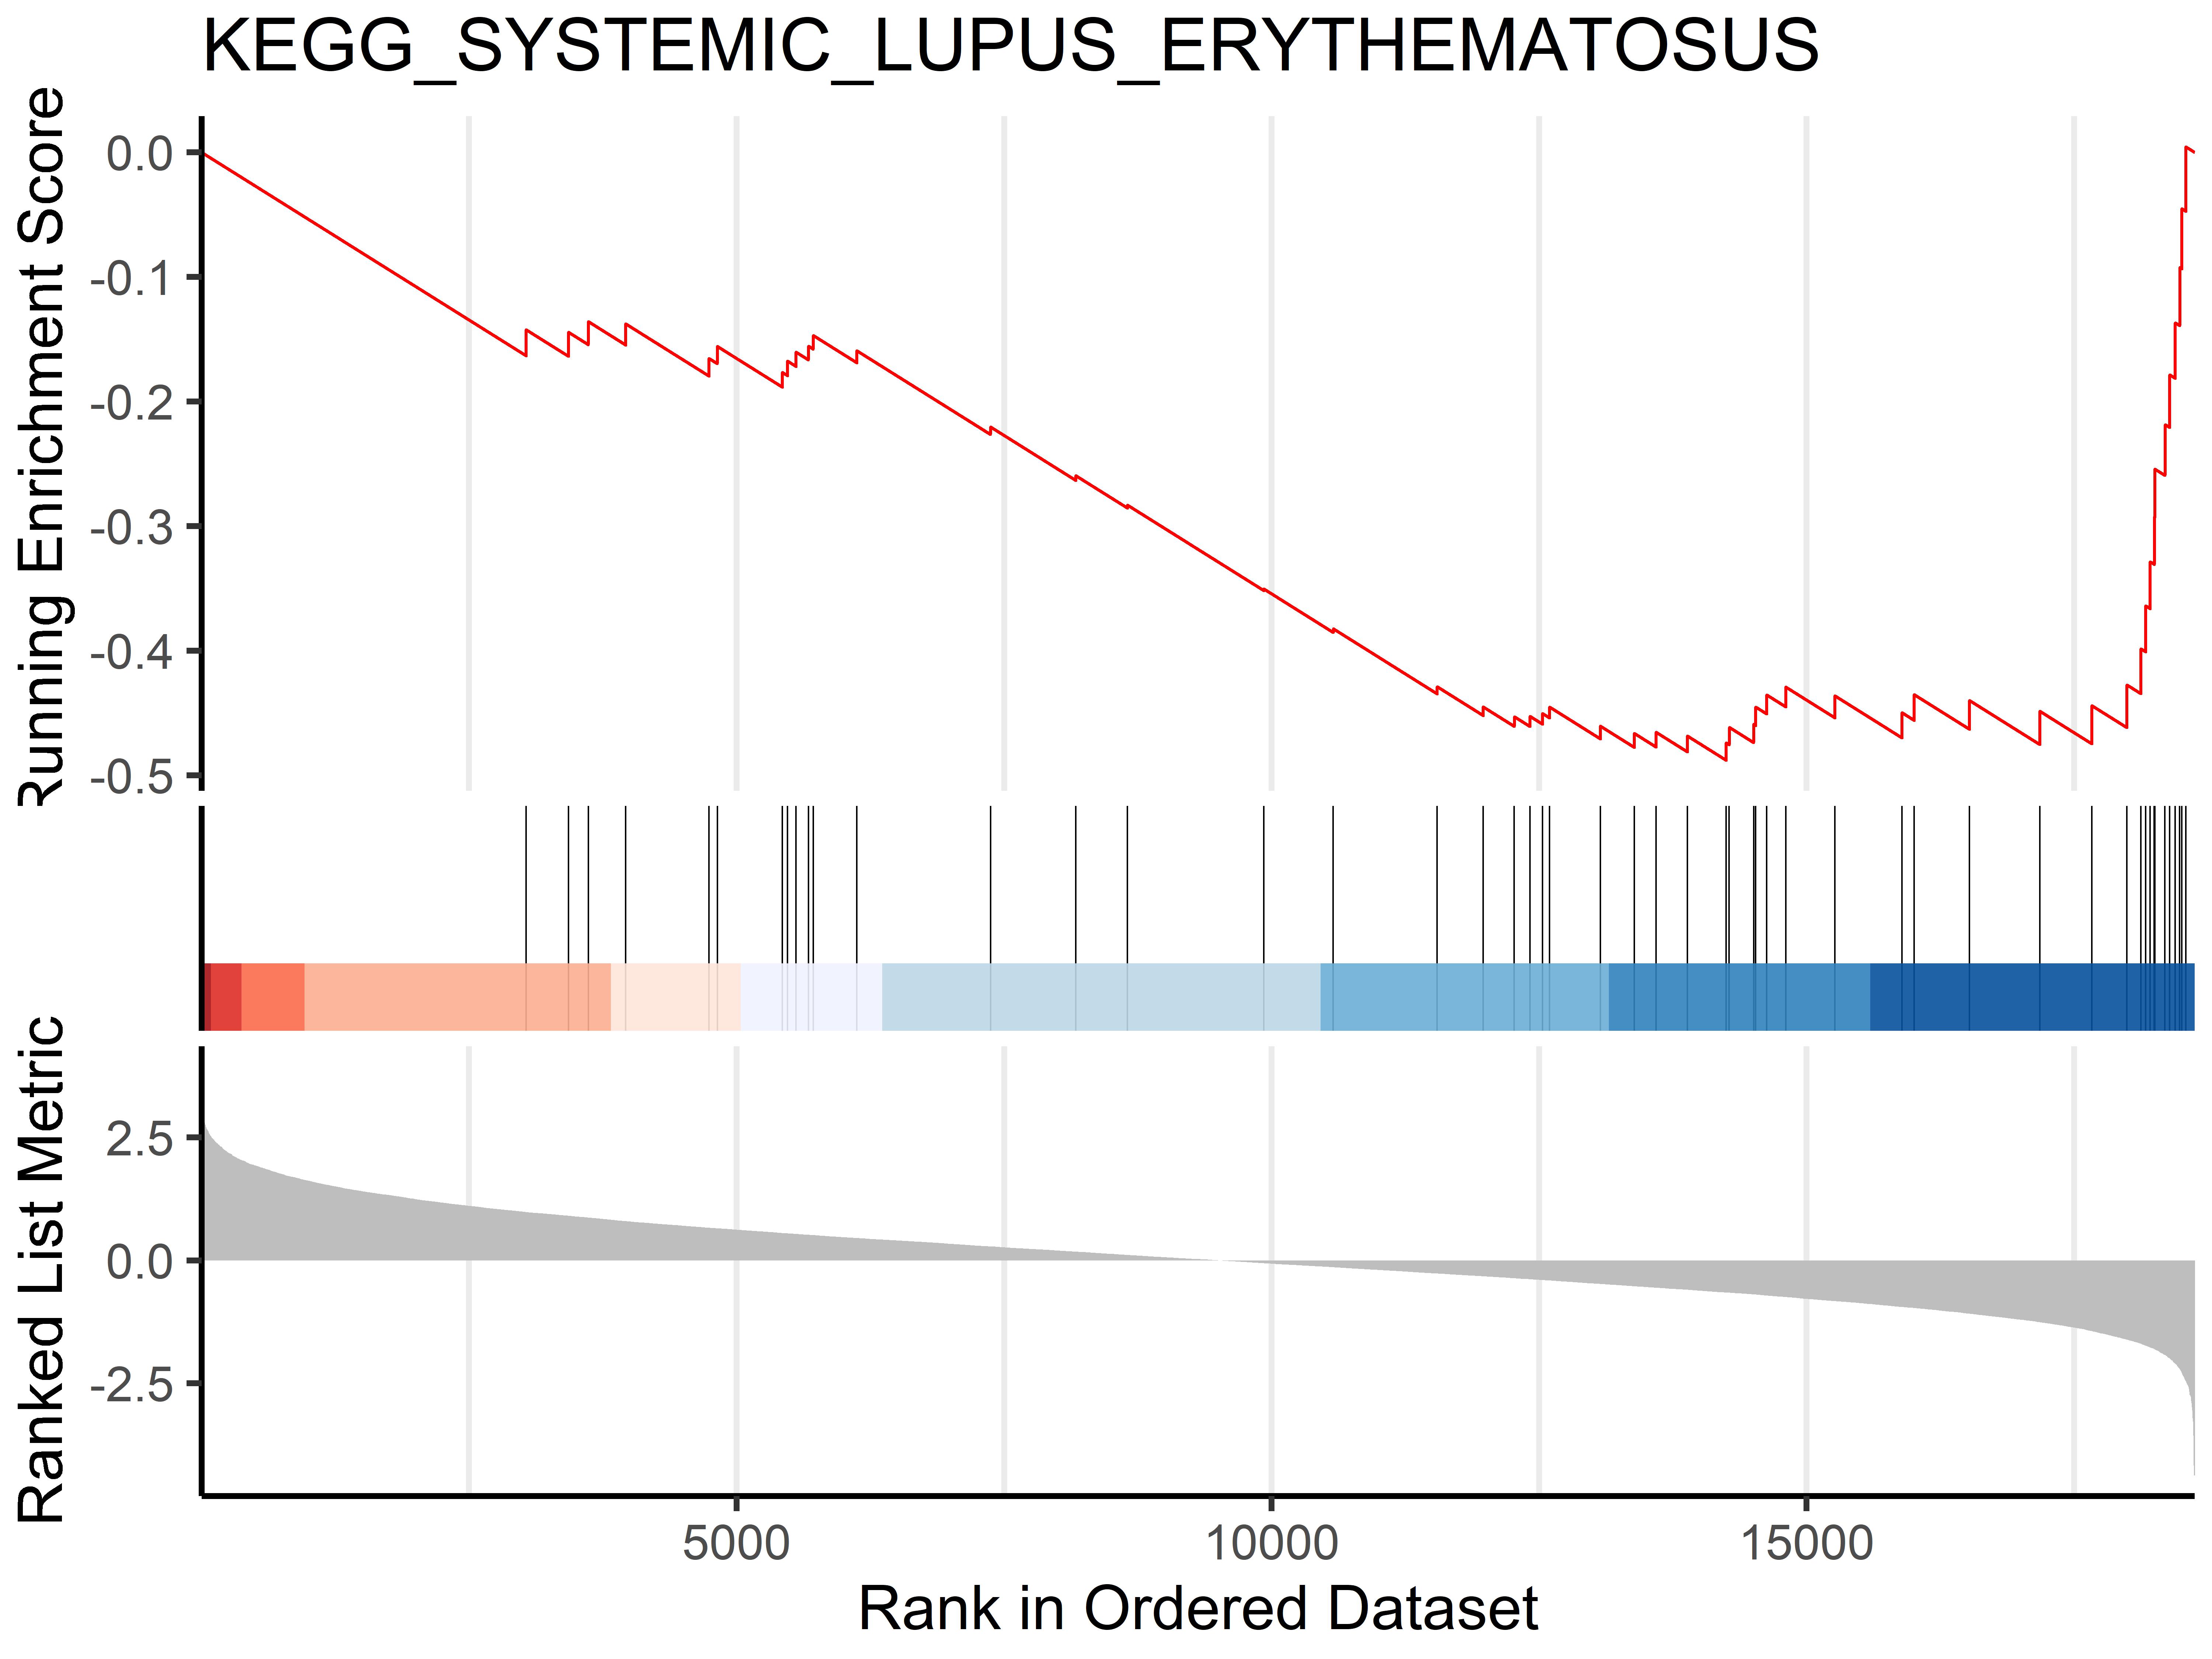 KEGG_SYSTEMIC_LUPUS_ERYTHEMATOSUS
Running Enrichment Score
0.0
-0.1
-0.2
-0.3
-0.4
-0.5
Ranked List Metric
2.5
0.0
-2.5
5000 10000 15000
Rank in Ordered Dataset